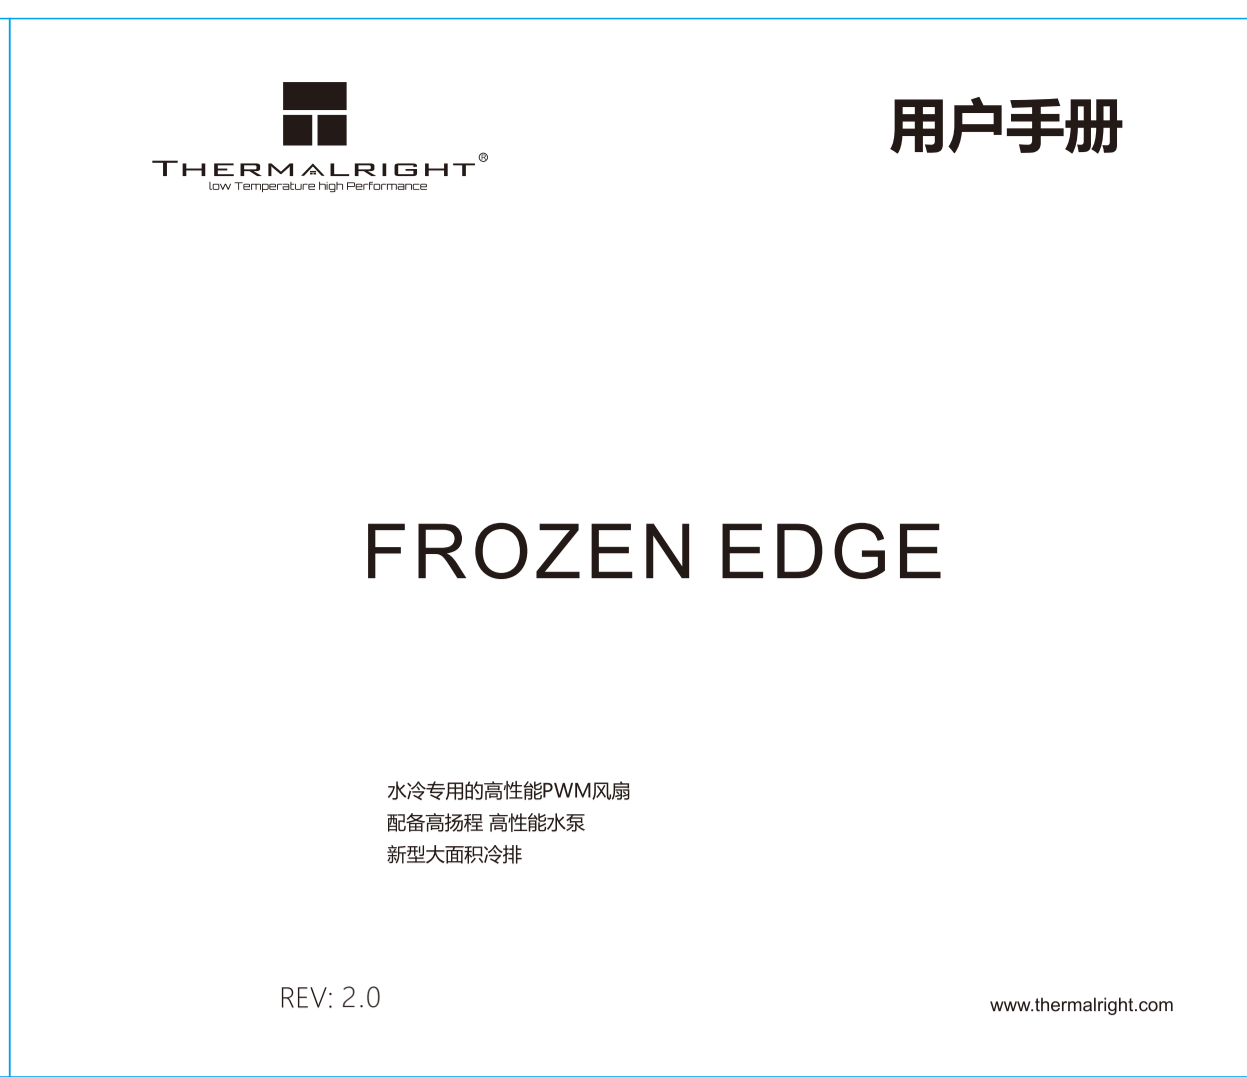 用户手册
THERMALRIGHT®
low Temperature high Performance
FROZEN EDGE
水冷专用的高性能PWM风扇
配备高扬程 高性能水泵
新型大面积冷排
REV: 2.0
www.thermalright.com